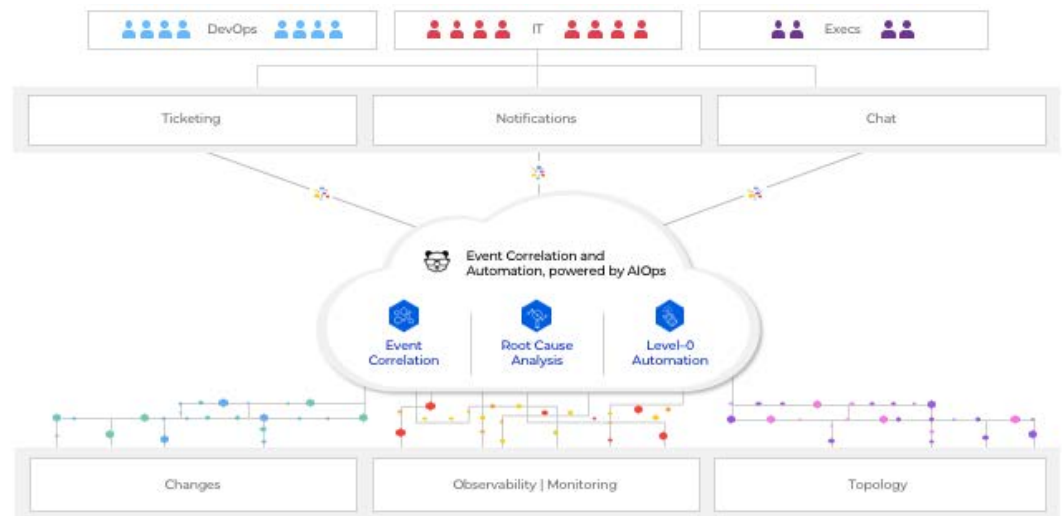 DevOps
IT
Execs
Ticketing
Notifications
Chat
Event Correlation and
Automation, powered by AIOps
Event
Correlation
Root Cause
Analysis
Level-0
Automation
Changes
Observability | Monitoring
Topology